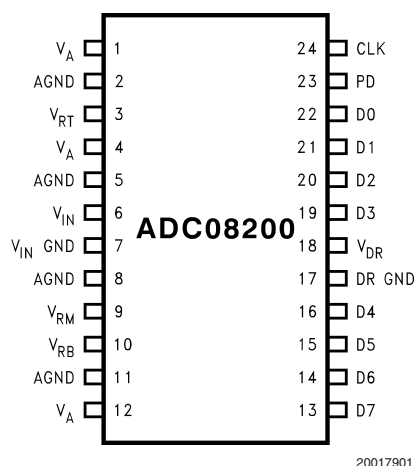 V_A 1 24 CLK
AGND 2 23 PD
V_RT 3 22 D0
V_A 4 21 D1
AGND 5 20 D2
V_IN 6 19 D3
ADC08200
V_IN GND 7 18 V_DR
AGND 8 17 DR GND
V_RM 9 16 D4
V_RB 10 15 D5
AGND 11 14 D6
V_A 12 13 D7
20017901